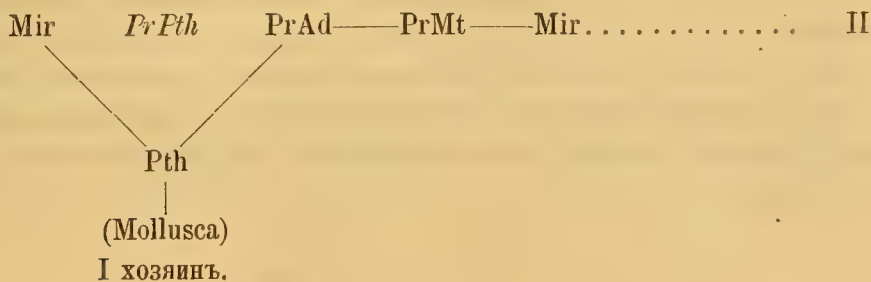 Mir PrPth PrAd PrMt Mir.............. II
Pth
(Mollusca)
I хозяинъ.